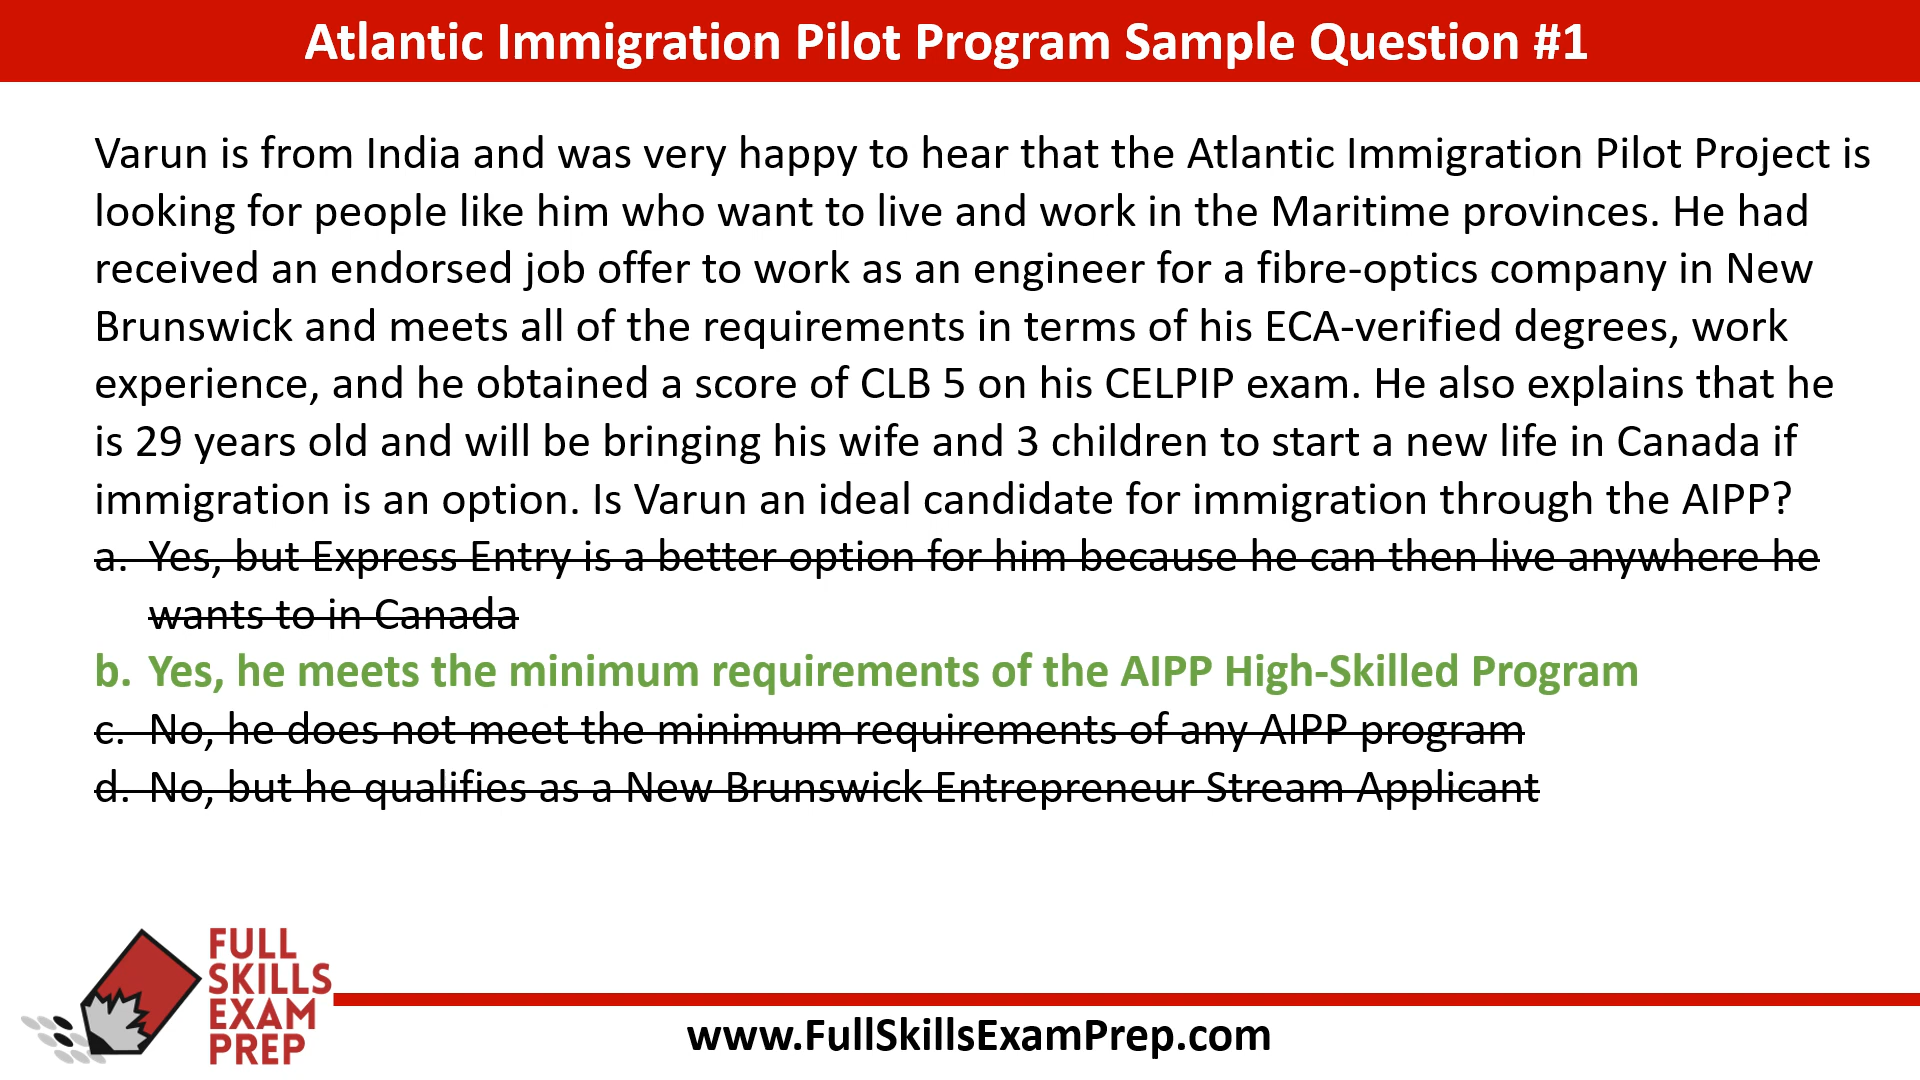 Atlantic Immigration Pilot Program Sample Question #1
Varun is from India and was very happy to hear that the Atlantic Immigration Pilot Project is
looking for people like him who want to live and work in the Maritime provinces. He had
received an endorsed job offer to work as an engineer for a fibre-optics company in New
Brunswick and meets all of the requirements in terms of his ECA-verified degrees, work
experience, and he obtained a score of CLB 5 on his CELPIP exam. He also explains that he
is 29 years old and will be bringing his wife and 3 children to start a new life in Canada if
immigration is an option. Is Varun an ideal candidate for immigration through the AIPP?
a. Yes, but Express Entry is a better option for him because he can then live anywhere he
wants to in Canada
b. Yes, he meets the minimum requirements of the AIPP High-Skilled Program
c. No, he does not meet the minimum requirements of any AIPP program
d. No, but he qualifies as a New Brunswick Entrepreneur Stream Applicant
FULL
SKILLS
EXAM
PREP
www.FullSkillsExamPrep.com